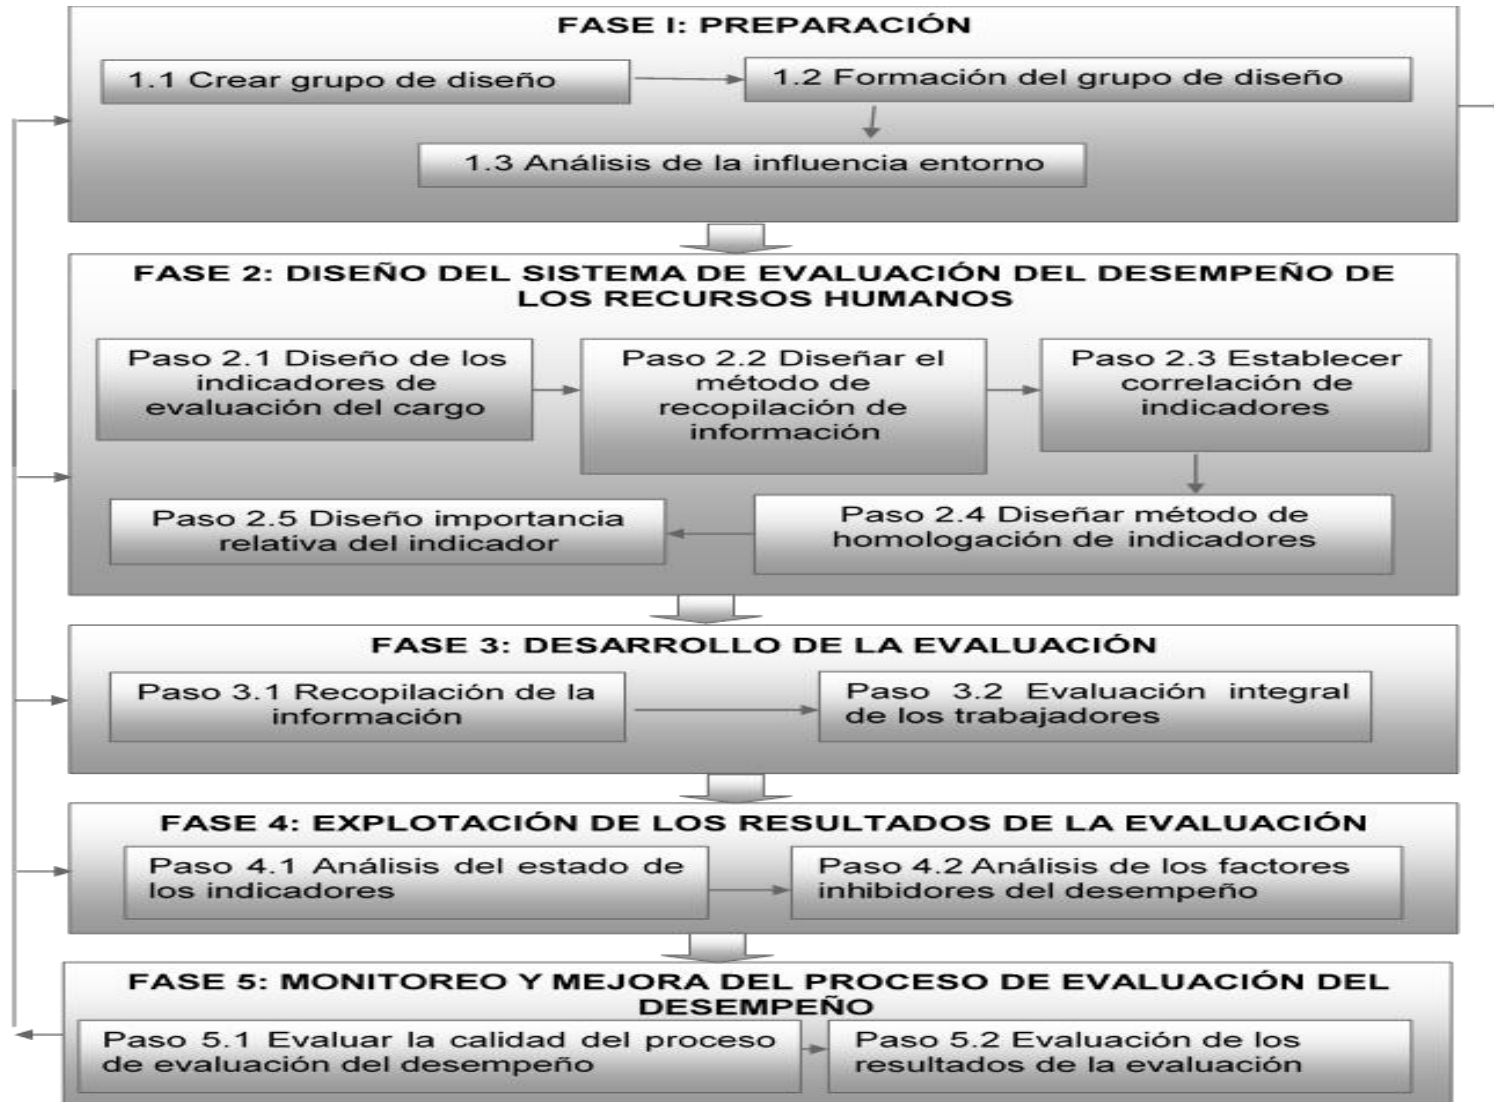 FASE I: PREPARACIÓN
1.1 Crear grupo de diseño
1.2 Formación del grupo de diseño
1.3 Análisis de la influencia entorno
FASE 2: DISEÑO DEL SISTEMA DE EVALUACIÓN DEL DESEMPEÑO DE
LOS RECURSOS HUMANOS
Paso 2.1 Diseño de los
indicadores de
evaluación del cargo
Paso 2.2 Diseñar el
método de
recopilación de
información
Paso 2.3 Establecer
correlación de
indicadores
Paso 2.4 Diseñar método de
homologación de indicadores
Paso 2.5 Diseño importancia
relativa del indicador
FASE 3: DESARROLLO DE LA EVALUACIÓN
Paso 3.1 Recopilación de la
información
Paso 3.2 Evaluación integral
de los trabajadores
FASE 4: EXPLOTACIÓN DE LOS RESULTADOS DE LA EVALUACIÓN
Paso 4.1 Análisis del estado de
los indicadores
Paso 4.2 Análisis de los factores
inhibidores del desempeño
FASE 5: MONITOREO Y MEJORA DEL PROCESO DE EVALUACIÓN DEL
DESEMPEÑO
Paso 5.1 Evaluar la calidad del proceso
de evaluación del desempeño
Paso 5.2 Evaluación de los
resultados de la evaluación